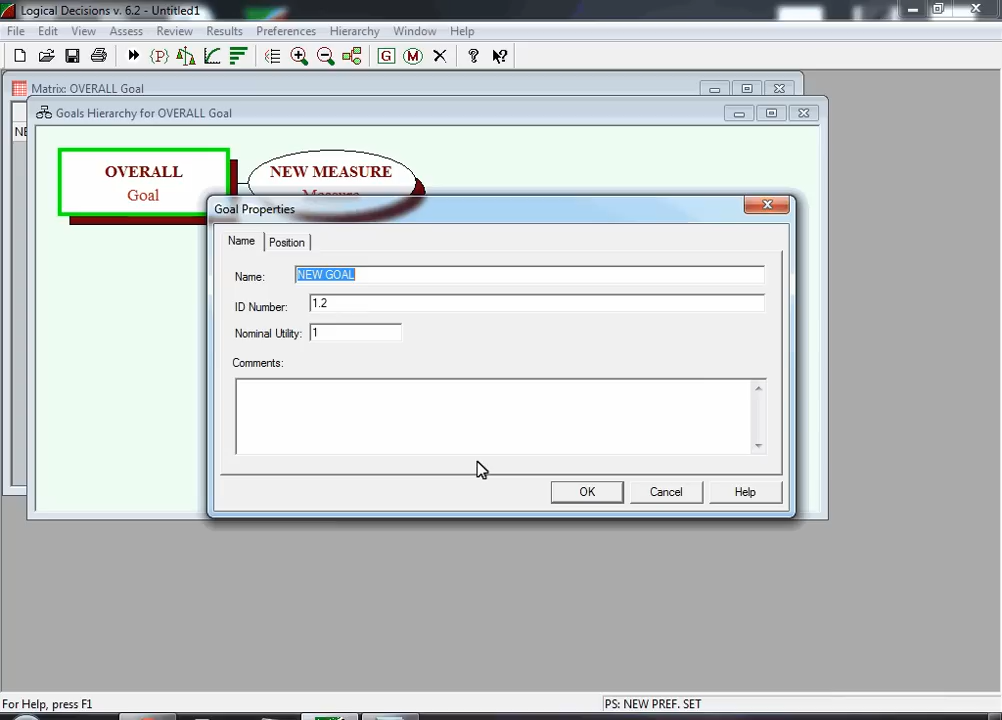 Logical Decisions v. 6.2 - Untitled1
File Edit View Assess Review Results Preferences Hierarchy Window Help
{P} G M ? ?
Matrix: OVERALL Goal
NE
Goals Hierarchy for OVERALL Goal
OVERALL
Goal
NEW MEASURE
Measure
Goal Properties
Name Position
Name: NEW GOAL
ID Number: 1.2
Nominal Utility: 1
Comments:
OK Cancel Help
For Help, press F1 PS: NEW PREF. SET